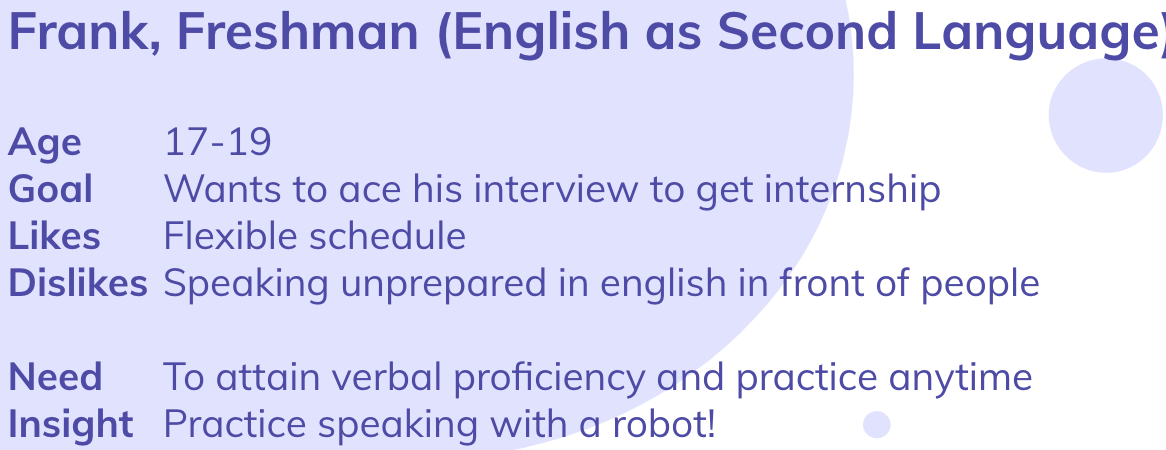 Frank, Freshman (English as Second Language)
Age 17-19
Goal Wants to ace his interview to get internship
Likes Flexible schedule
Dislikes Speaking unprepared in english in front of people
Need To attain verbal proficiency and practice anytime
Insight Practice speaking with a robot!